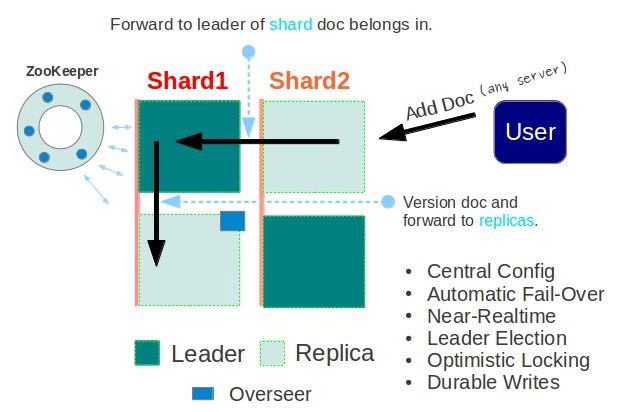 Forward to leader of shard doc belongs in.
ZooKeeper
Shard1
Shard2
Add Doc (any server)
User
Version doc and
forward to replicas.
• Central Config
• Automatic Fail-Over
• Near-Realtime
• Leader Election
• Optimistic Locking
• Durable Writes
Leader
Replica
Overseer